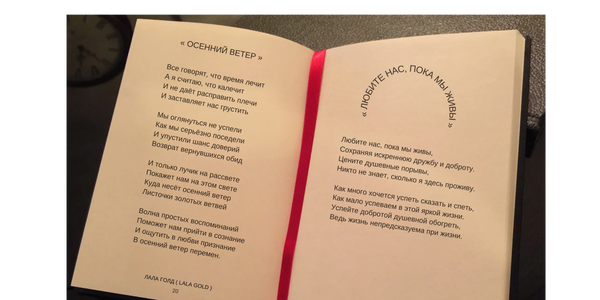 « ОСЕННИЙ ВЕТЕР »
Все говорят, что время лечит
А я считаю, что калечит
И не даёт расправить плечи
И заставляет нас грустить
Мы оглянуться не успели
Как мы серьёзно поседели
И упустили шанс доверий
Возврат вернувшихся обид
И только лучик на рассвете
Покажет нам на этом свете
Куда несёт осенний ветер
Листочки золотых ветвей
Волна простых воспоминаний
Поможет нам прийти в сознание
И ощутить в любви признание
В осенний ветер перемен.
ЛАЛА ГОЛД ( LALA GOLD )
20
« ЛЮБИТЕ НАС, ПОКА МЫ ЖИВЫ »
Любите нас, пока мы живы,
Сохраняя искреннюю дружбу и доброту.
Цените душевные порывы,
Никто не знает, сколько я здесь проживу.
Как много хочется успеть сказать и спеть,
Как мало успеваем в этой яркой жизни.
Успейте добротой душевной обогреть,
Ведь жизнь непредсказуема при жизни.